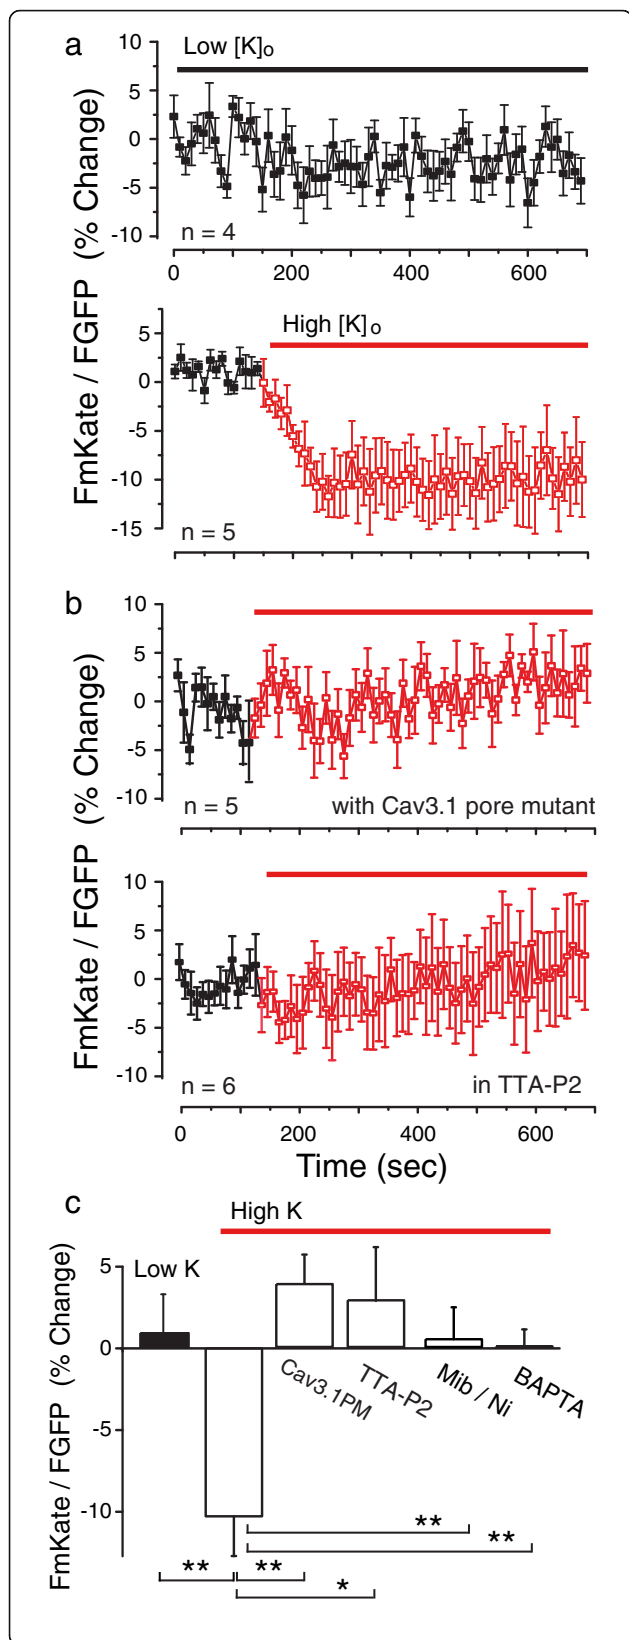 a
Low [K]o
10
5
0
-5
-10
n = 4
0 200 400 600
FmKate / FGFP (% Change)
High [K]o
5
0
-5
-10
-15
n = 5
b
10
5
0
-5
-10
n = 5 with Cav3.1 pore mutant
FmKate / FGFP (% Change)
10
5
0
-5
-10
n = 6 in TTA-P2
0 200 400 600
Time (sec)
c
High K
FmKate / FGFP (% Change)
5
0
-5
-10
Low K
Cav3.1PM
TTA-P2
Mib / Ni
BAPTA
**
**
** **
*